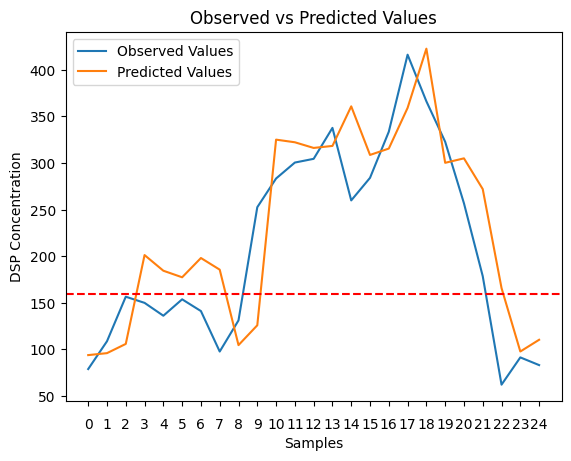 Observed vs Predicted Values
Observed Values
Predicted Values
DSP Concentration
400
350
300
250
200
150
100
50
0 1 2 3 4 5 6 7 8 9 10 11 12 13 14 15 16 17 18 19 20 21 22 23 24
Samples